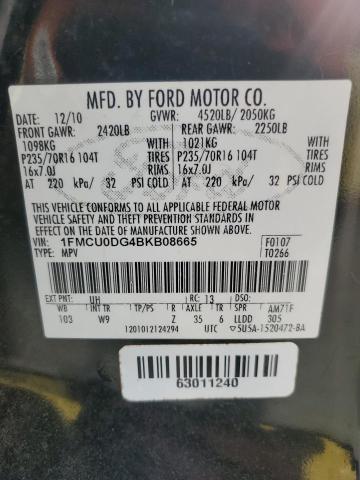 MFD. BY FORD MOTOR CO.
DATE: 12/10 GVWR: 4520LB/ 2050KG
FRONT GAWR: 2420LB REAR GAWR: 2250LB
1098KG WITH 1021KG WITH
P235/70R16 104T TIRES P235/70R16 104T TIRES
16x7.0J RIMS 16x7.0J RIMS
AT 220 kPa/ 32 PSI COLD AT 220 kPa/ 32 PSI COLD
THIS VEHICLE CONFORMS TO ALL APPLICABLE FEDERAL MOTOR VEHICLE
SAFETY AND THEFT PREVENTION STANDARDS IN EFFECT ON THE DATE
OF MANUFACTURE SHOWN ABOVE.
VIN: 1FMCU0DG4BKB08665 F0107
TYPE: MPV T0266
EXT PNT: UH RC: 13 DSO:
WB INT TR TP/PS R AXLE TR SPR AM7TF
103 W9 Z 35 6 LLDD 305
1201012124294 UTC 5USA-1520472-BA
63011240